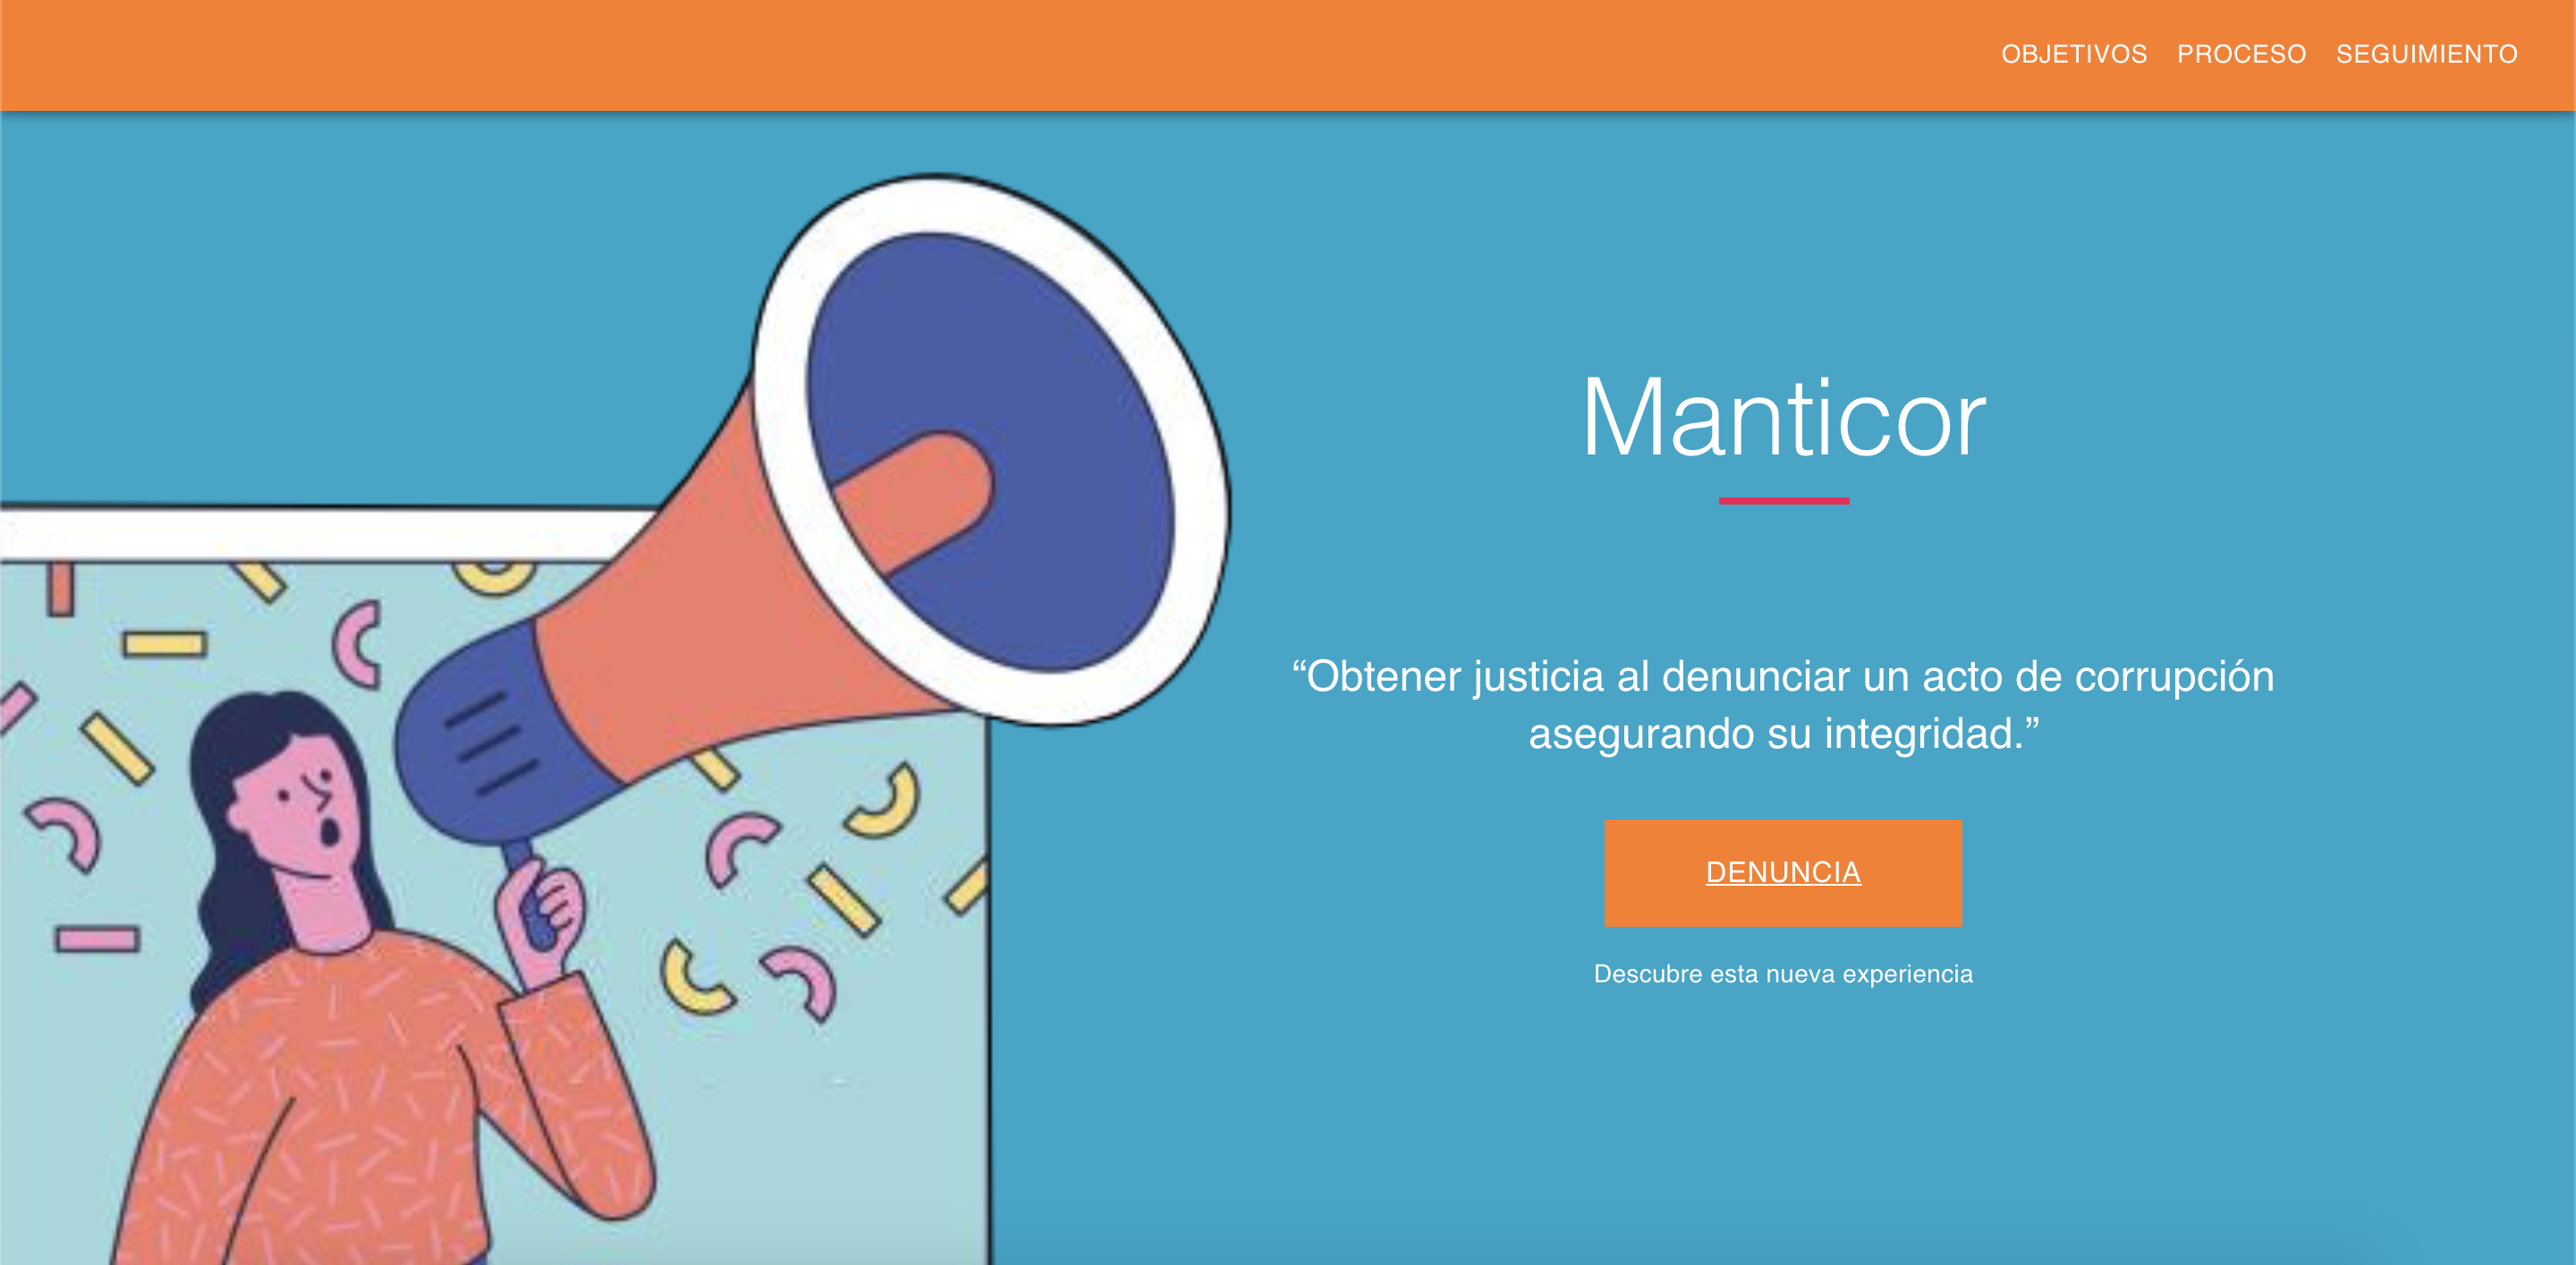 OBJETIVOS PROCESO SEGUIMIENTO
Manticor
“Obtener justicia al denunciar un acto de corrupción
asegurando su integridad.”
DENUNCIA
Descubre esta nueva experiencia